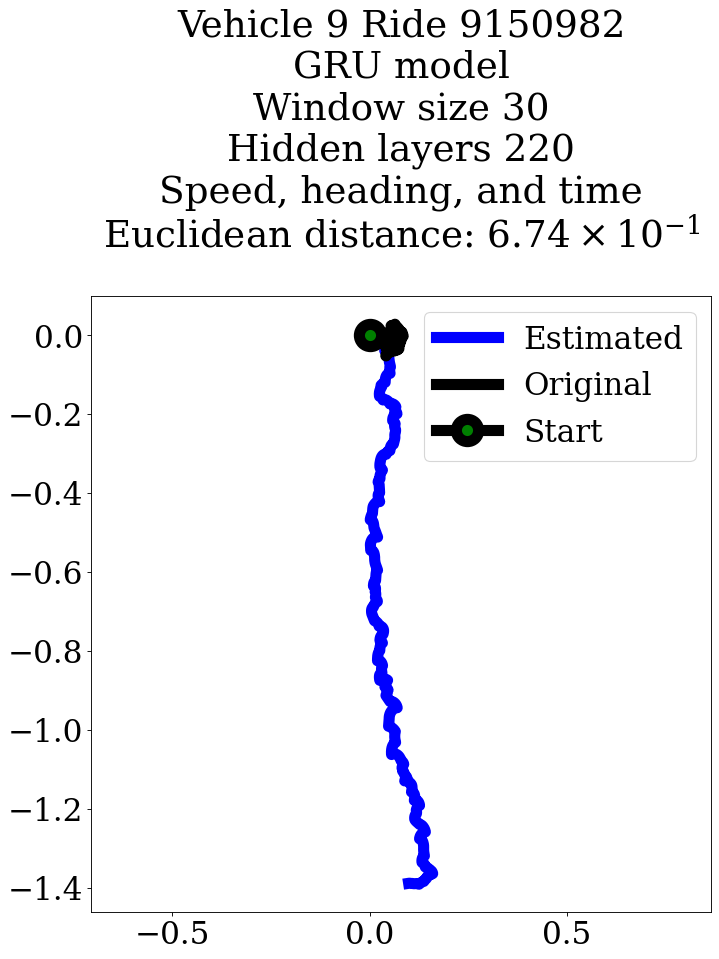 Vehicle 9 Ride 9150982
GRU model
Window size 30
Hidden layers 220
Speed, heading, and time
Euclidean distance: 6.74 × 10⁻¹
Estimated
Original
Start
0.0
−0.2
−0.4
−0.6
−0.8
−1.0
−1.2
−1.4
−0.5
0.0
0.5